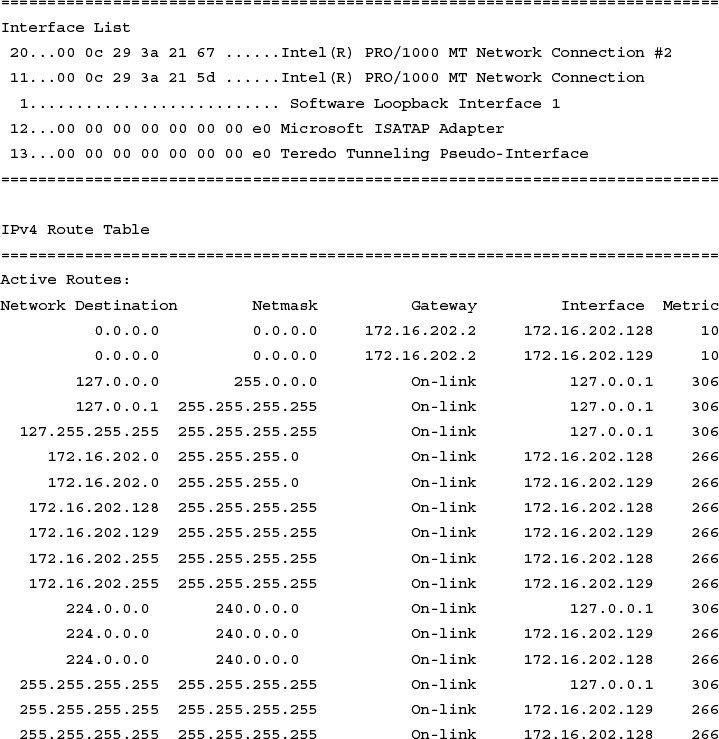 ===========================================================================
Interface List
 20...00 0c 29 3a 21 67 ......Intel(R) PRO/1000 MT Network Connection #2
 11...00 0c 29 3a 21 5d ......Intel(R) PRO/1000 MT Network Connection
  1........................... Software Loopback Interface 1
 12...00 00 00 00 00 00 00 e0 Microsoft ISATAP Adapter
 13...00 00 00 00 00 00 00 e0 Teredo Tunneling Pseudo-Interface
===========================================================================
IPv4 Route Table
===========================================================================
Active Routes:
Network Destination        Netmask          Gateway         Interface  Metric
          0.0.0.0          0.0.0.0     172.16.202.2     172.16.202.128     10
          0.0.0.0          0.0.0.0     172.16.202.2     172.16.202.129     10
        127.0.0.0        255.0.0.0          On-link          127.0.0.1    306
        127.0.0.1  255.255.255.255          On-link          127.0.0.1    306
  127.255.255.255  255.255.255.255          On-link          127.0.0.1    306
     172.16.202.0  255.255.255.0            On-link     172.16.202.128    266
     172.16.202.0  255.255.255.0            On-link     172.16.202.129    266
   172.16.202.128  255.255.255.255          On-link     172.16.202.128    266
   172.16.202.129  255.255.255.255          On-link     172.16.202.129    266
   172.16.202.255  255.255.255.255          On-link     172.16.202.128    266
   172.16.202.255  255.255.255.255          On-link     172.16.202.129    266
       224.0.0.0       240.0.0.0            On-link          127.0.0.1    306
       224.0.0.0       240.0.0.0            On-link     172.16.202.129    266
       224.0.0.0       240.0.0.0            On-link     172.16.202.128    266
  255.255.255.255  255.255.255.255          On-link          127.0.0.1    306
  255.255.255.255  255.255.255.255          On-link     172.16.202.129    266
  255.255.255.255  255.255.255.255          On-link     172.16.202.128    266